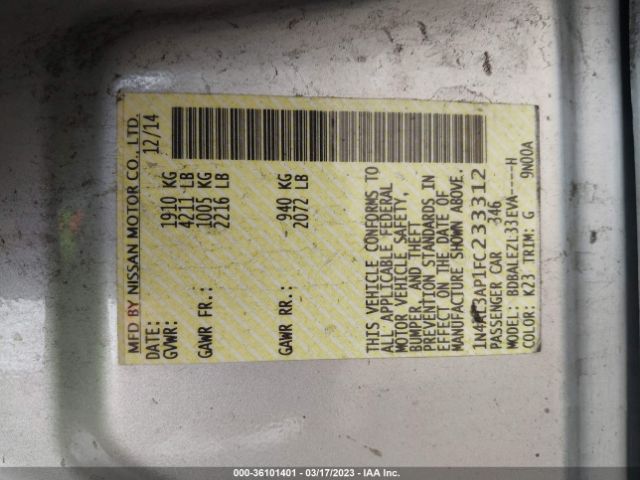 MFD BY NISSAN MOTOR CO., LTD.
DATE: 12/14
GVWR: 1910 KG
4211 LB
GAWR FR.: 1005 KG
2216 LB
GAWR RR.: 940 KG
2072 LB
THIS VEHICLE CONFORMS TO
ALL APPLICABLE FEDERAL
MOTOR VEHICLE SAFETY,
BUMPER, AND THEFT
PREVENTION STANDARDS IN
EFFECT ON THE DATE OF
MANUFACTURE SHOWN ABOVE.
PASSENGER CAR 346
MODEL: BDBALEZL33EVA-----H
COLOR: K23 TRIM: G 9N00A
000-36101401 - 03/17/2023 - IAA Inc.